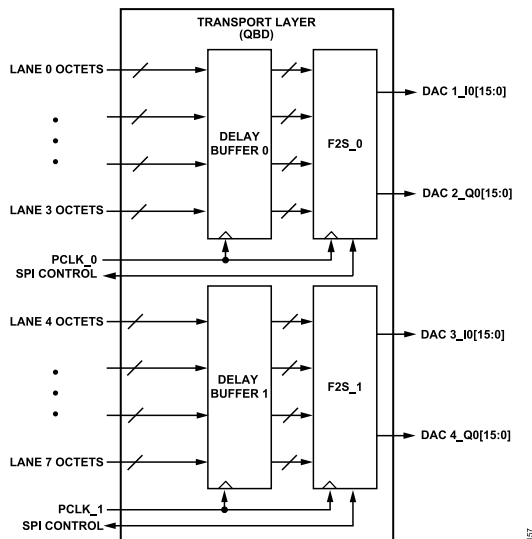 TRANSPORT LAYER
(QBD)
LANE 0 OCTETS
LANE 3 OCTETS
DELAY
BUFFER 0
F2S_0
DAC 1_I0[15:0]
DAC 2_Q0[15:0]
PCLK_0
SPI CONTROL
LANE 4 OCTETS
LANE 7 OCTETS
DELAY
BUFFER 1
F2S_1
DAC 3_I0[15:0]
DAC 4_Q0[15:0]
PCLK_1
SPI CONTROL